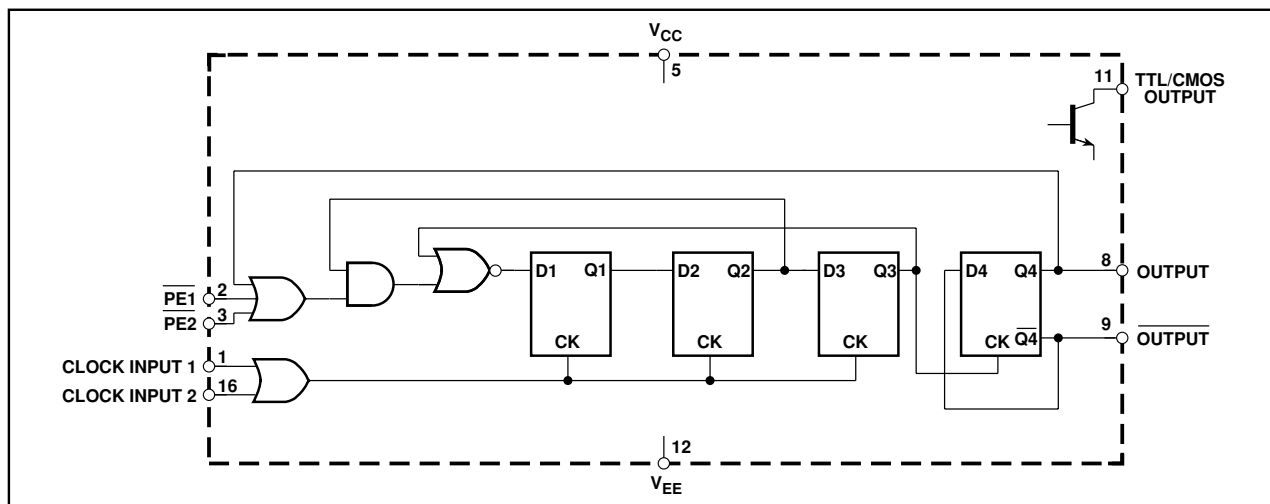 VCC
5
11
TTL/CMOS
OUTPUT
D1 Q1
D2 Q2
D3 Q3
D4 Q4
8
OUTPUT
PE1
2
PE2
3
CK
CK
CK
CK Q4
9
OUTPUT
CLOCK INPUT 1
1
CLOCK INPUT 2
16
12
VEE